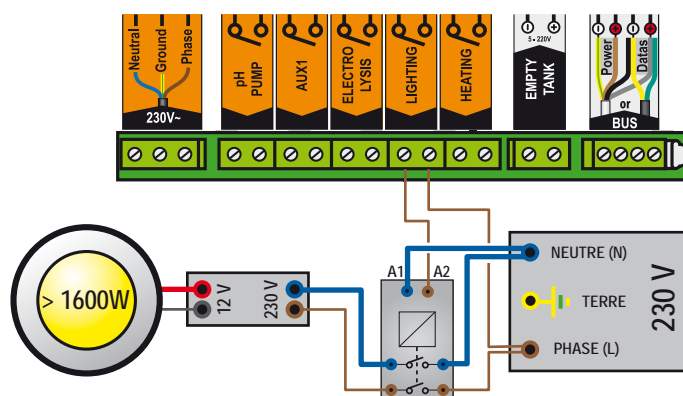 Neutral
Ground
Phase
230V~
pH
PUMP
AUX1
ELECTRO
LYSIS
LIGHTING
HEATING
5 - 220V
EMPTY
TANK
Power
Datas
or
BUS
> 1600W
12 V
230 V
A1
A2
NEUTRE (N)
TERRE
PHASE (L)
230 V